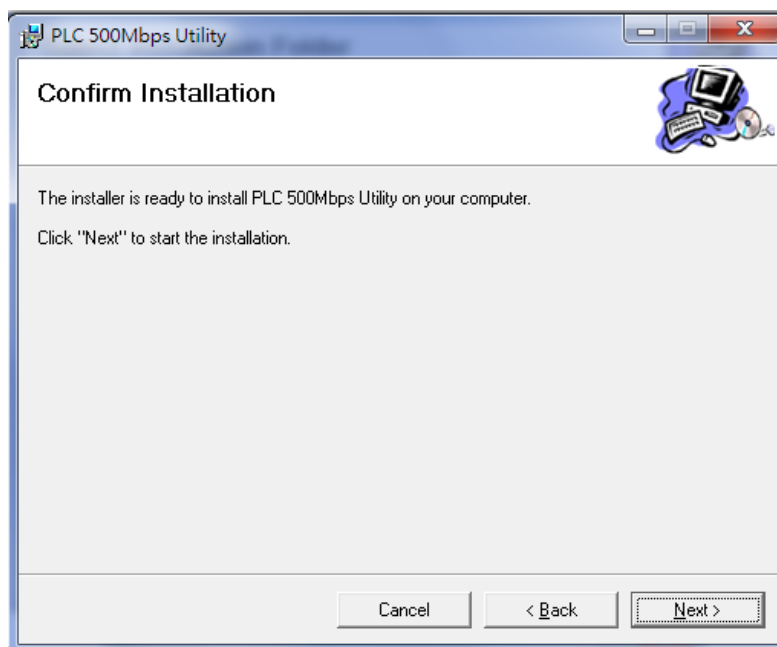 PLC 500Mbps Utility
Confirm Installation
The installer is ready to install PLC 500Mbps Utility on your computer.
Click "Next" to start the installation.
Cancel
< Back
Next >